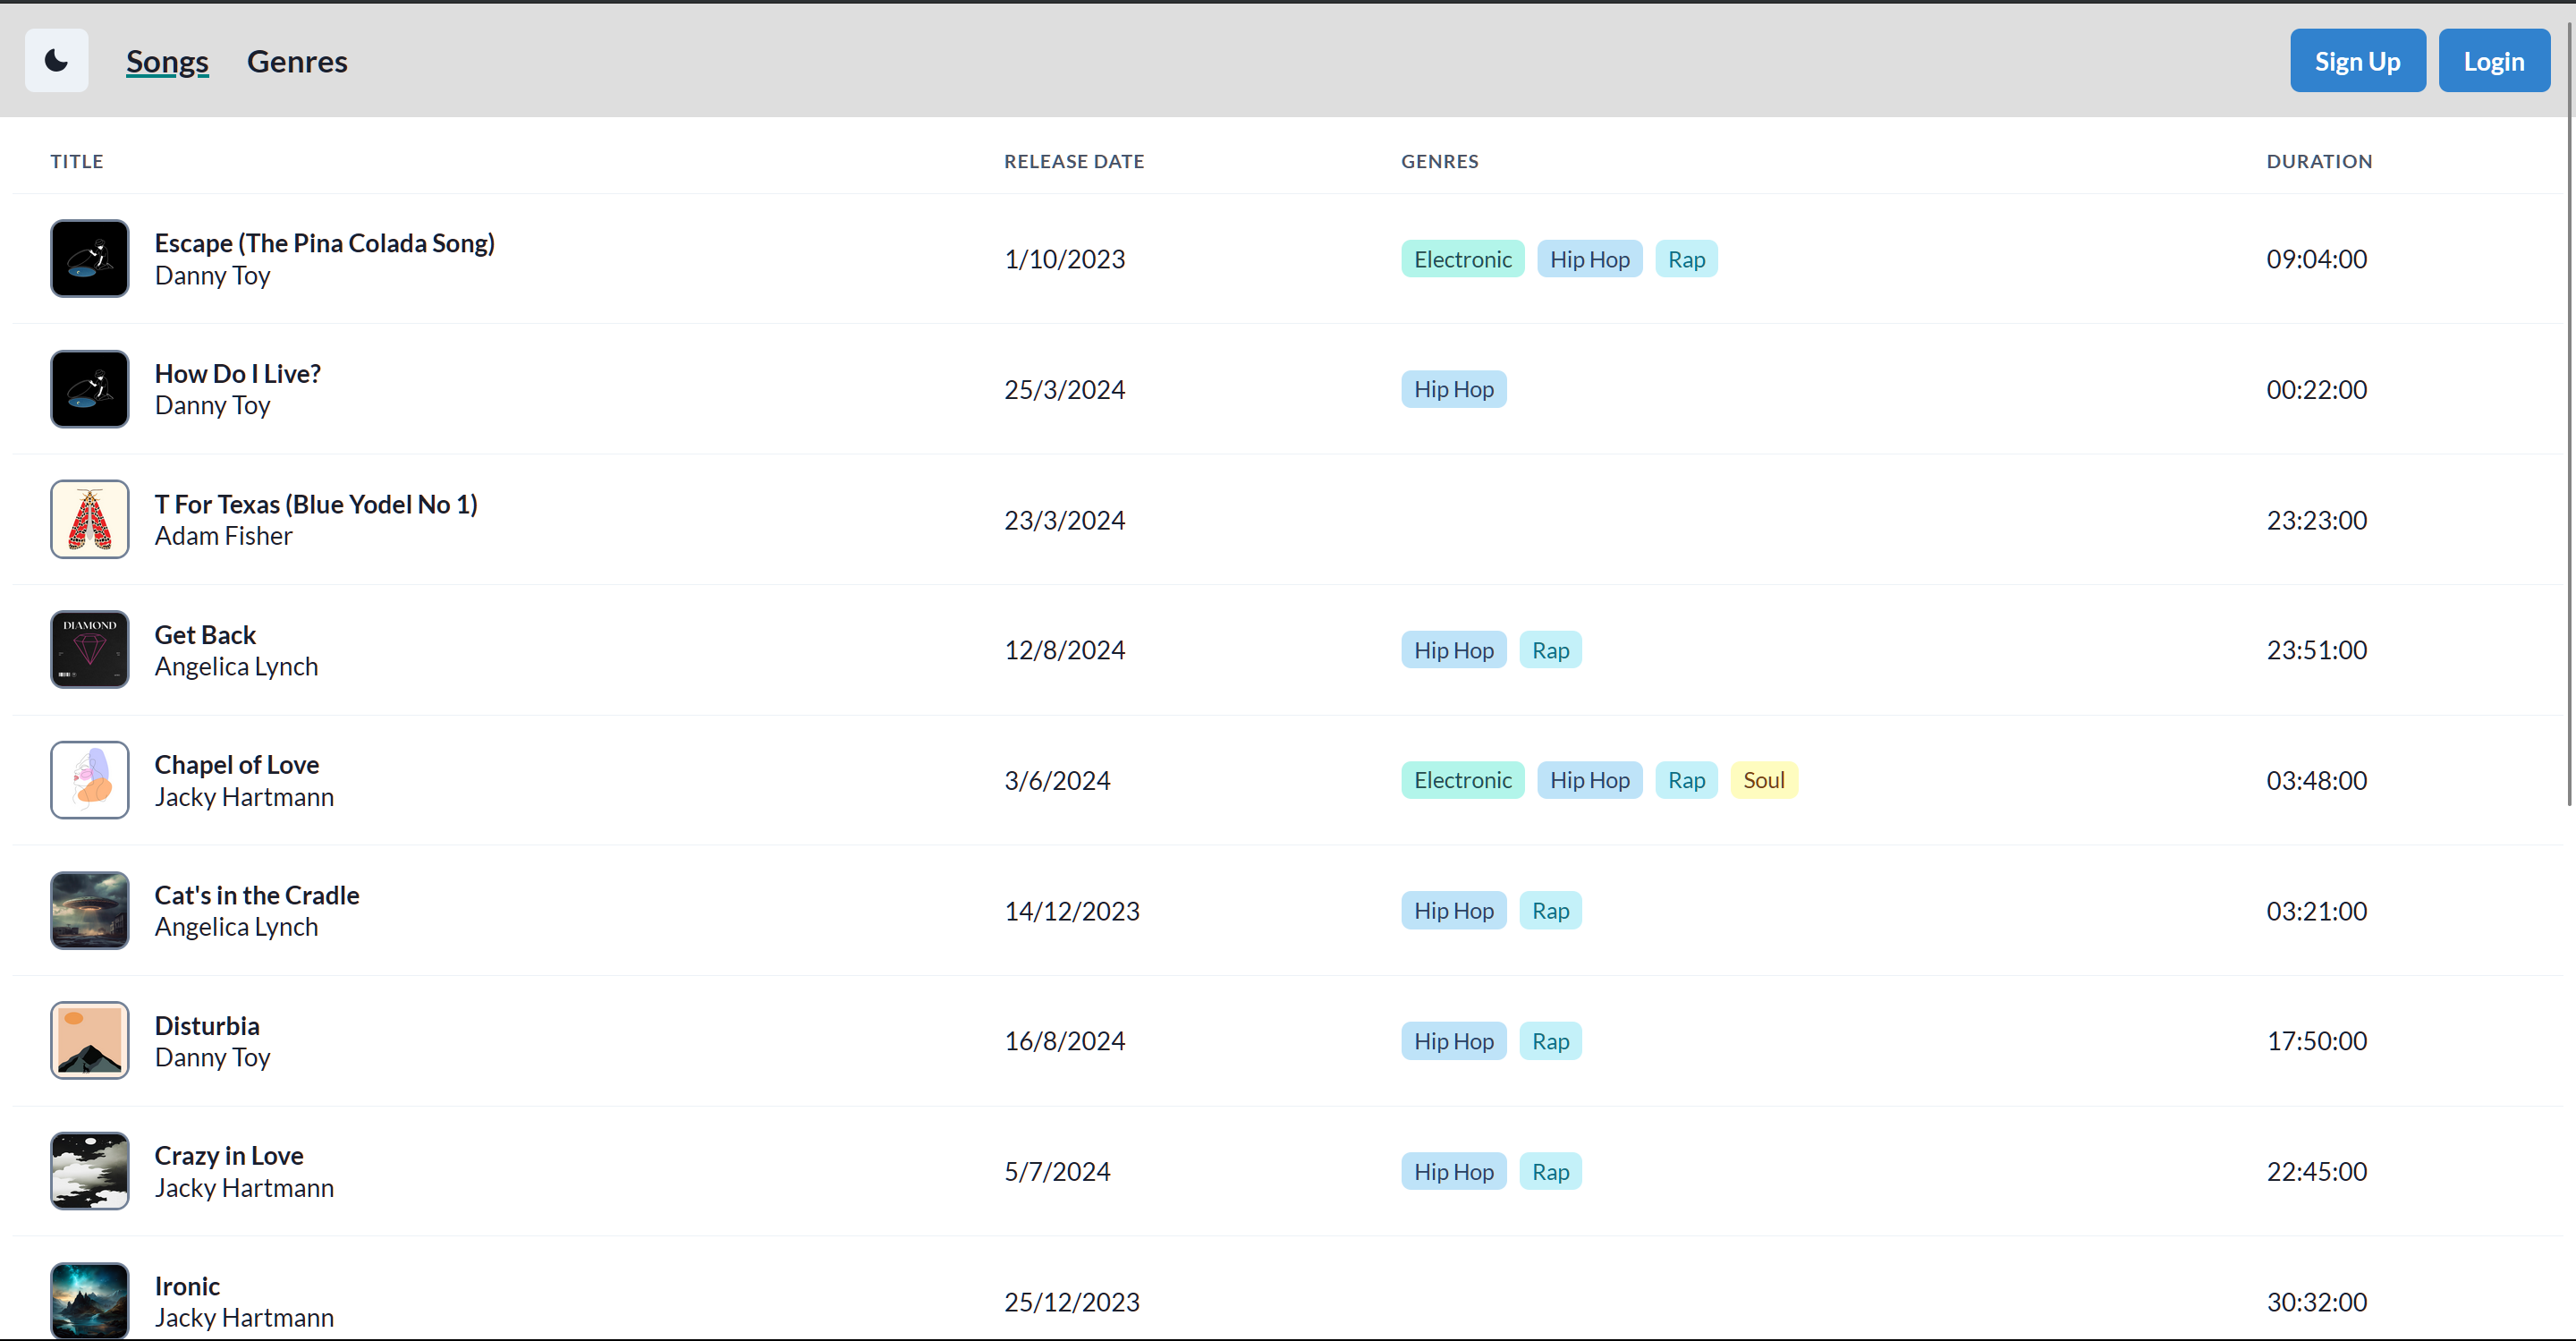 Songs Genres Sign Up Login
TITLE RELEASE DATE GENRES DURATION
Escape (The Pina Colada Song)
Danny Toy
1/10/2023 Electronic Hip Hop Rap 09:04:00
How Do I Live?
Danny Toy
25/3/2024 Hip Hop 00:22:00
T For Texas (Blue Yodel No 1)
Adam Fisher
23/3/2024 23:23:00
DIAMOND
Get Back
Angelica Lynch
12/8/2024 Hip Hop Rap 23:51:00
Chapel of Love
Jacky Hartmann
3/6/2024 Electronic Hip Hop Rap Soul 03:48:00
Cat's in the Cradle
Angelica Lynch
14/12/2023 Hip Hop Rap 03:21:00
Disturbia
Danny Toy
16/8/2024 Hip Hop Rap 17:50:00
Crazy in Love
Jacky Hartmann
5/7/2024 Hip Hop Rap 22:45:00
Ironic
Jacky Hartmann
25/12/2023 30:32:00